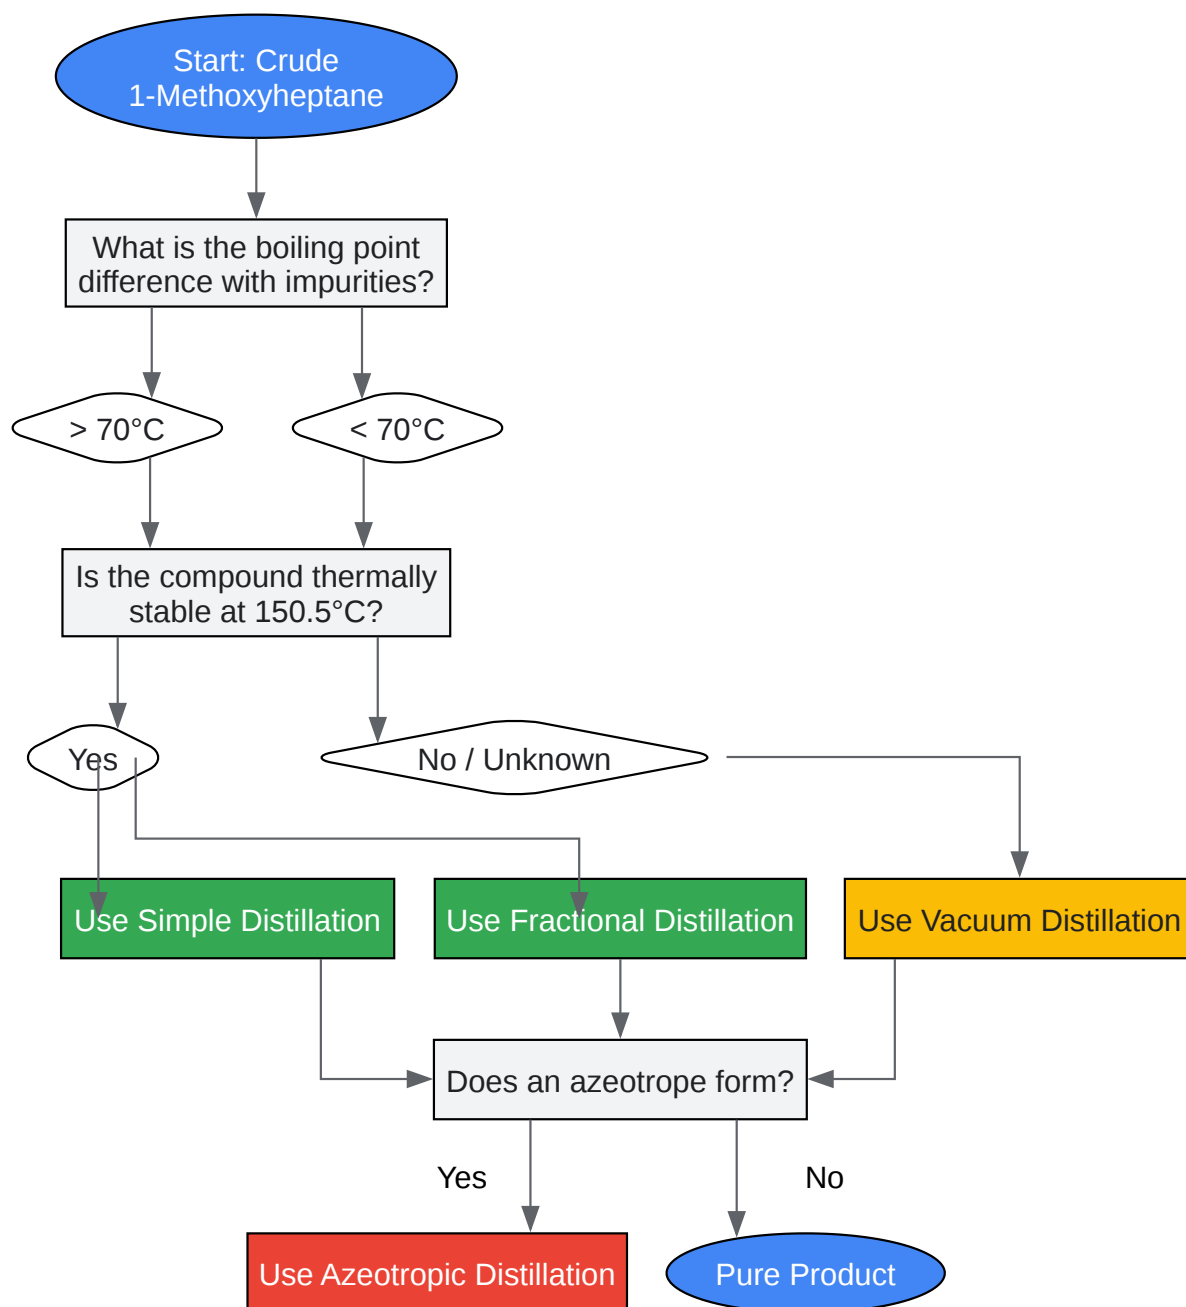 Start: Crude
1-Methoxyheptane
What is the boiling point
difference with impurities?
> 70°C
< 70°C
Is the compound thermally
stable at 150.5°C?
Yes
No / Unknown
Use Simple Distillation
Use Fractional Distillation
Use Vacuum Distillation
Does an azeotrope form?
Yes
No
Use Azeotropic Distillation
Pure Product